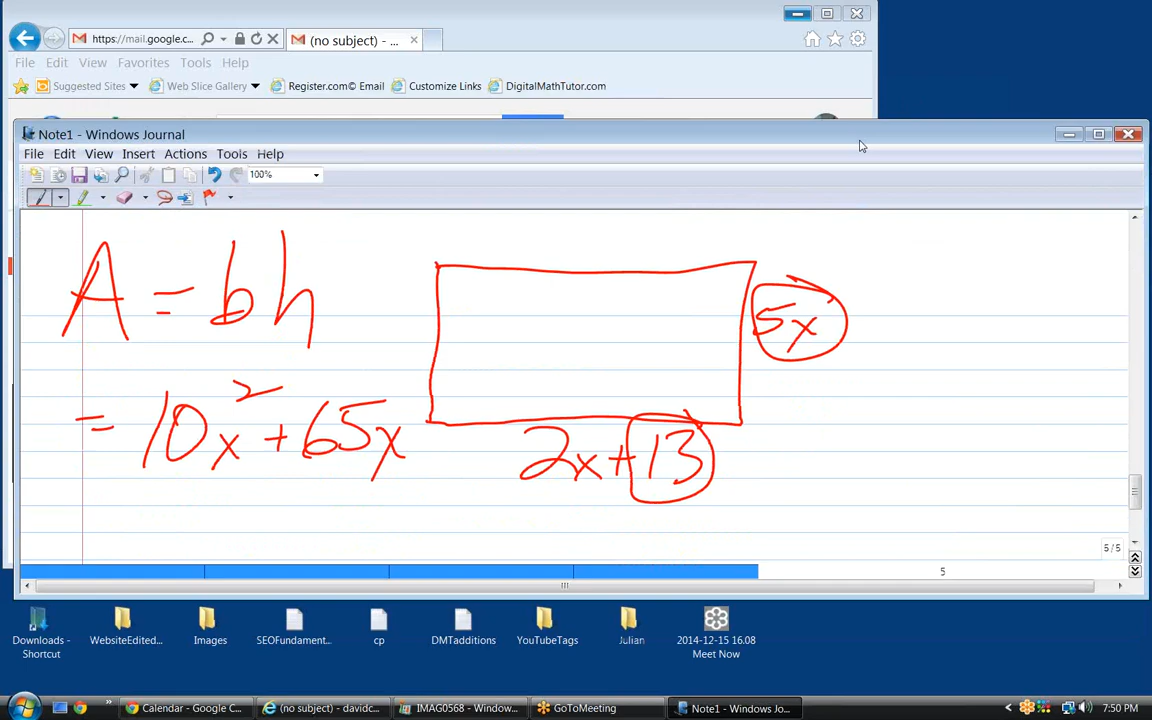 https://mail.google.c...
(no subject) - ...
File Edit View Favorites Tools Help
Suggested Sites Web Slice Gallery Register.com© Email Customize Links DigitalMathTutor.com
Note1 - Windows Journal
File Edit View Insert Actions Tools Help
100%
A = bh
5x
= 10x² + 65x
2x + 13
5/5
5
Downloads - Shortcut
WebsiteEdited...
Images
SEOFundament...
cp
DMTadditions
YouTubeTags
Julian
2014-12-15 16.08 Meet Now
Calendar - Google C...
(no subject) - davidc...
IMAG0568 - Window...
GoToMeeting
Note1 - Windows Jo...
7:50 PM